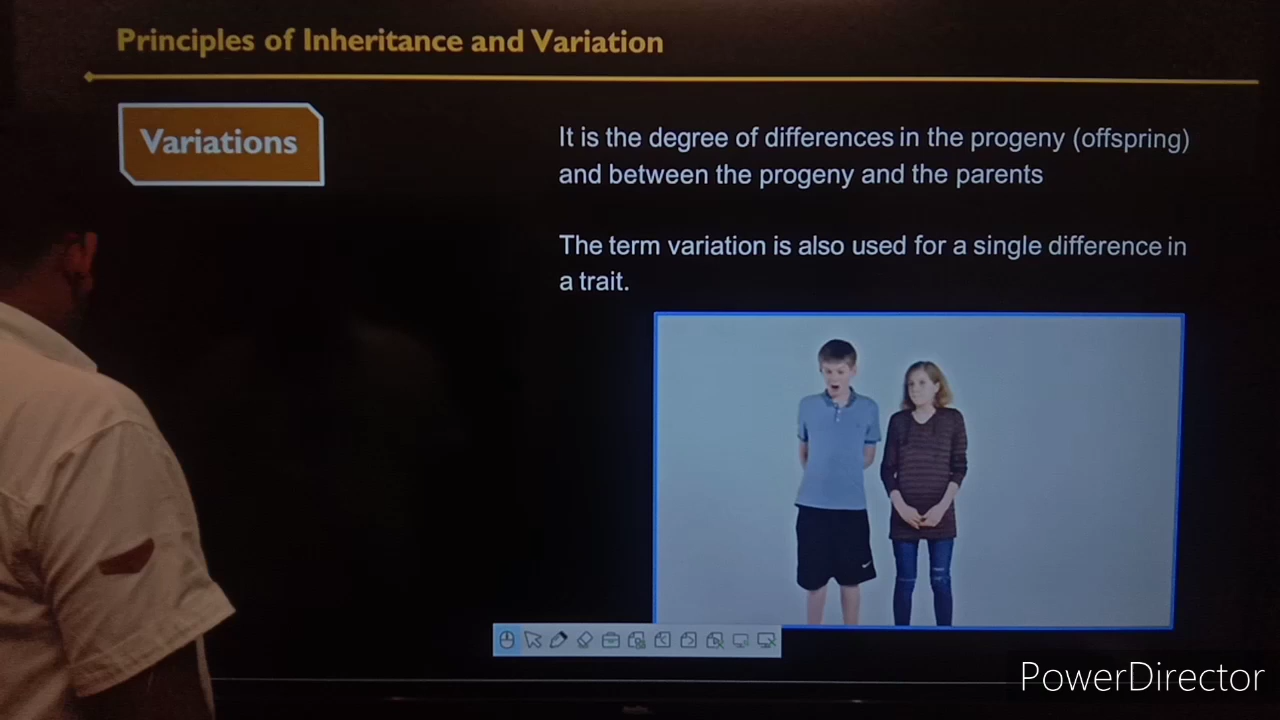 Principles of Inheritance and Variation
Variations
It is the degree of differences in the progeny (offspring)
and between the progeny and the parents
The term variation is also used for a single difference in
a trait.
PowerDirector